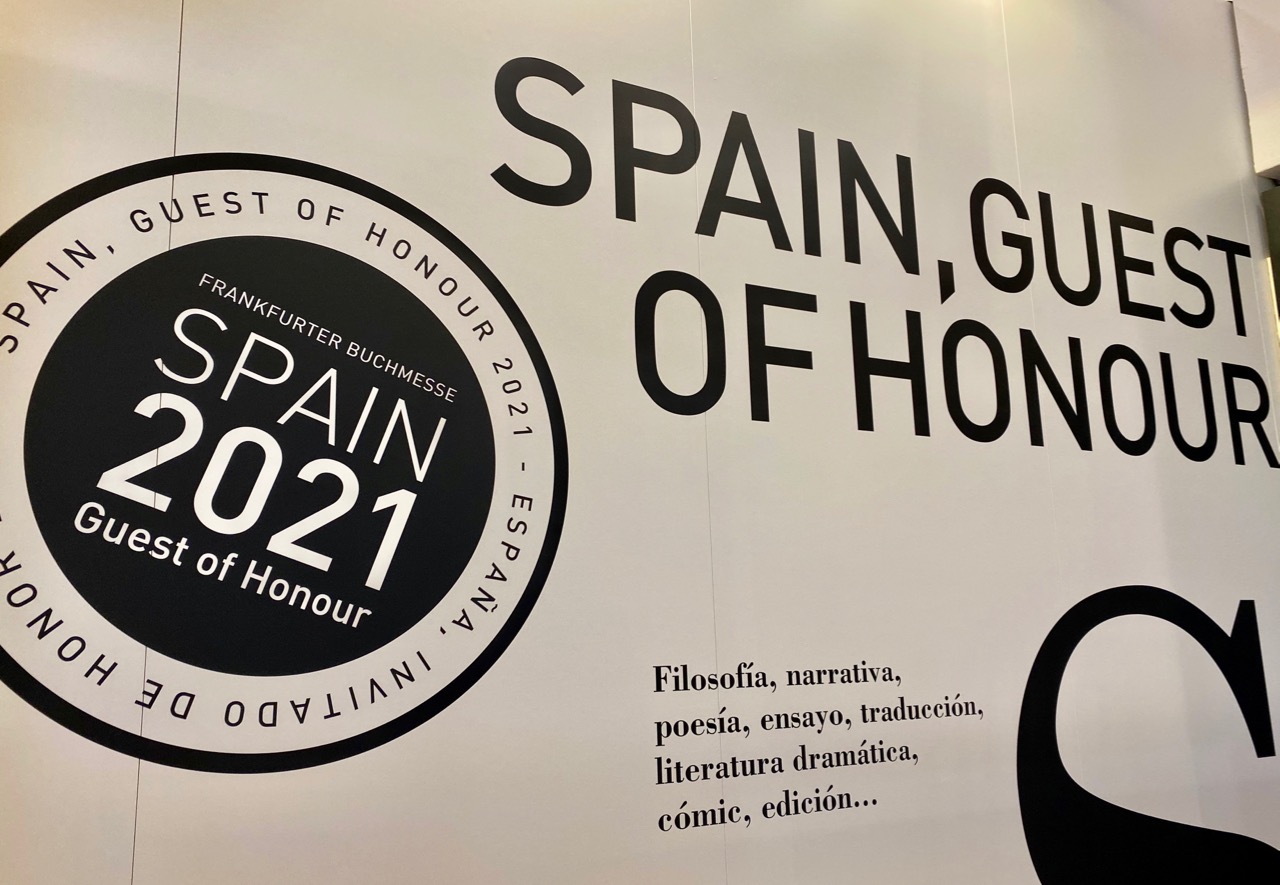 SPAIN, GUEST
OF HONOUR
SPAIN, GUEST OF HONOUR 2021 - ESPAÑA, INVITADO DE HONOR
FRANKFURTER BUCHMESSE
SPAIN
2021
Guest of Honour
Filosofía, narrativa,
poesía, ensayo, traducción,
literatura dramática,
cómic, edición...
S